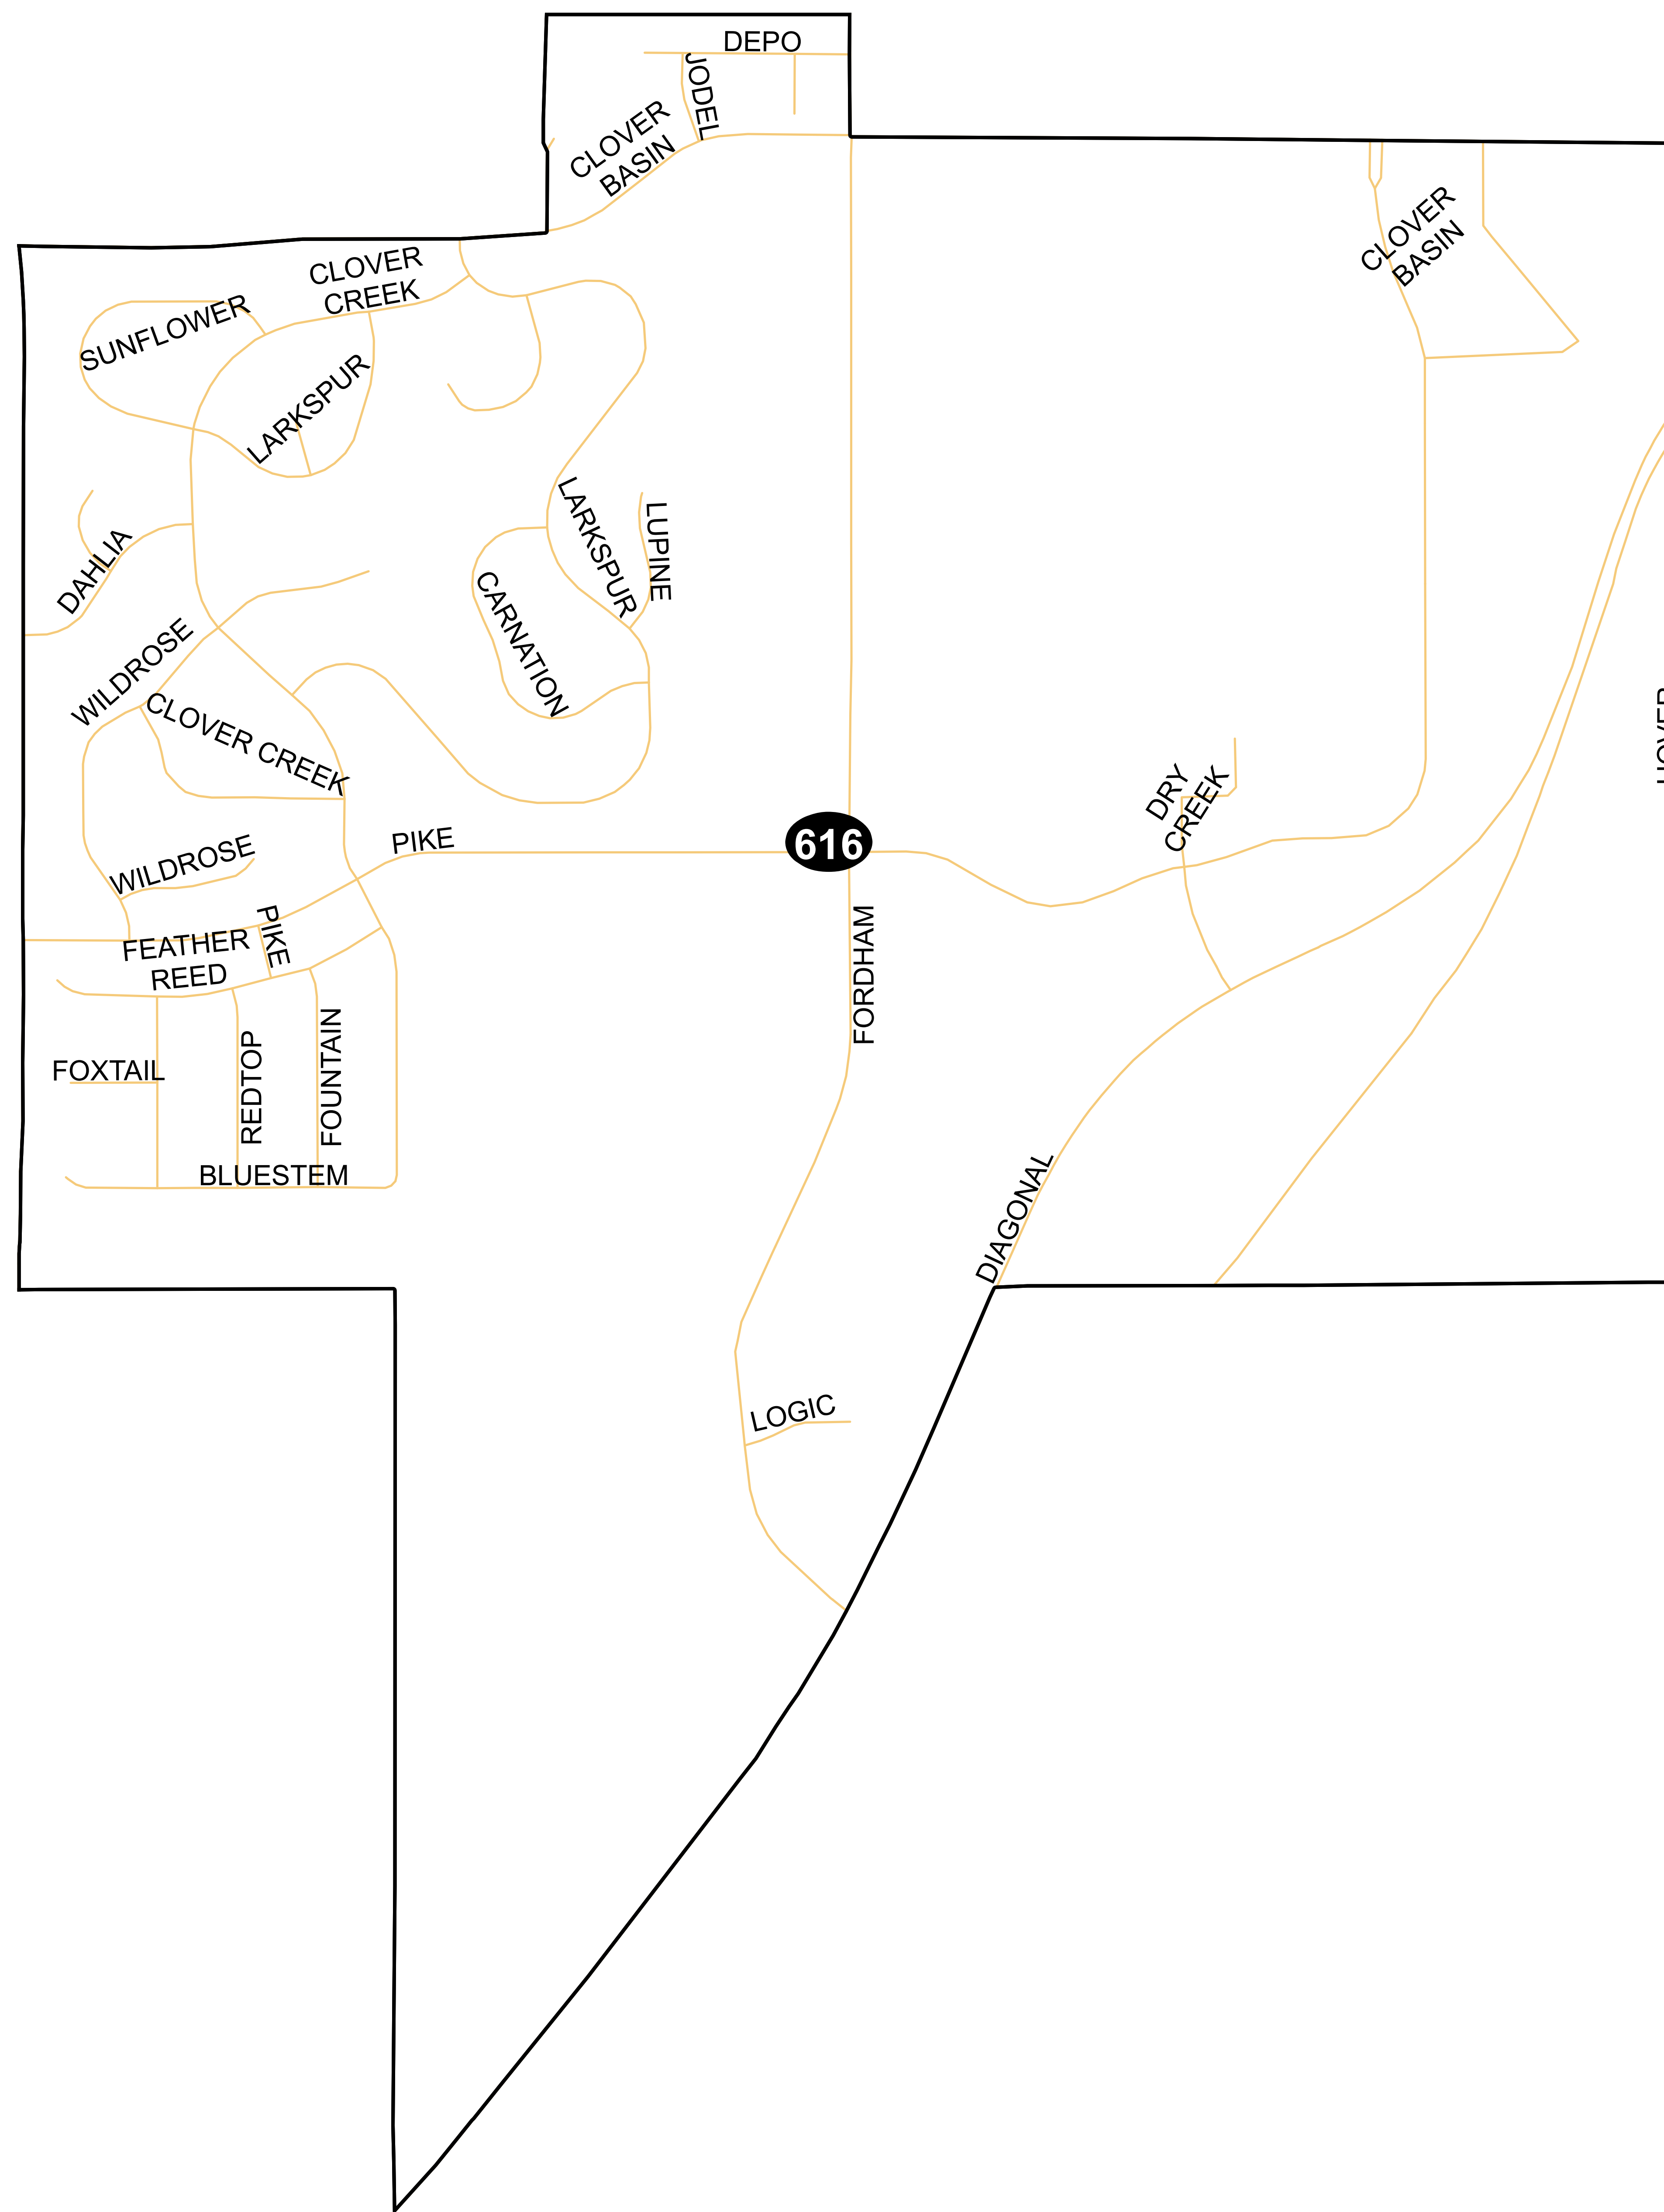 DEPO
JODEL
CLOVER
BASIN
CLOVER
BASIN
CLOVER
CREEK
SUNFLOWER
LARKSPUR
LARKSPUR
LUPINE
DAHLIA
CARNATION
WILDROSE
CLOVER CREEK
DRY
CREEK
616
PIKE
WILDROSE
PIKE
FEATHER
REED
FORDHAM
FOXTAIL
REDTOP
FOUNTAIN
BLUESTEM
DIAGONAL
LOGIC